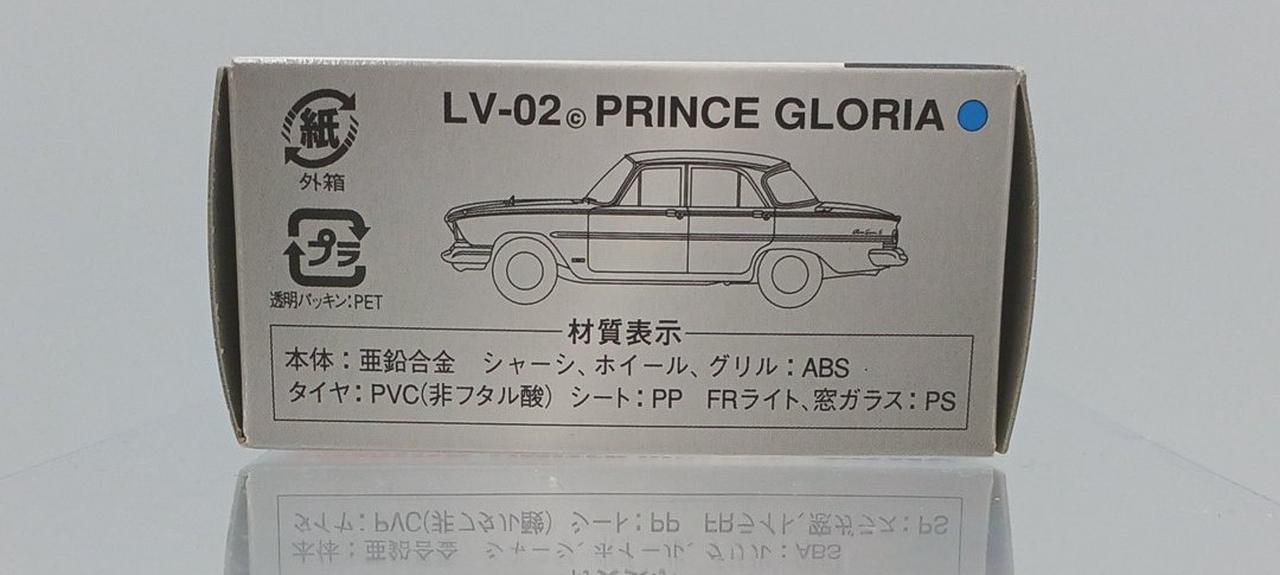 LV-02© PRINCE GLORIA
紙
外箱
プラ
透明パッキン:PET
材質表示
本体:亜鉛合金 シャーシ、ホイール、グリル:ABS
タイヤ:PVC(非フタル酸) シート:PP FRライト、窓ガラス:PS